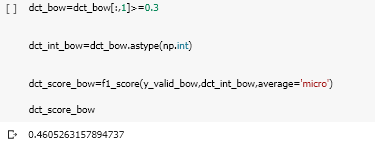 [ ] dct_bow=dct_bow[:,1]>=0.3
dct_int_bow=dct_bow.astype(np.int)
dct_score_bow=f1_score(y_valid_bow,dct_int_bow,average='micro')
dct_score_bow
0.4605263157894737